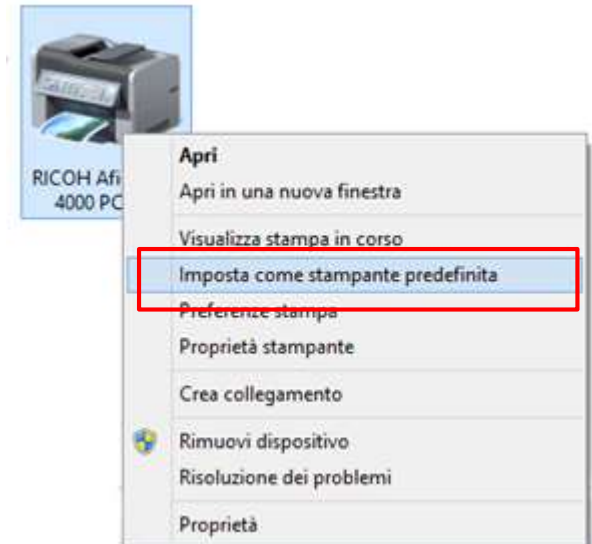 RICOH Afi
4000 PC
Apri
Apri in una nuova finestra
Visualizza stampa in corso
Imposta come stampante predefinita
Preferenze stampa
Proprietà stampante
Crea collegamento
Rimuovi dispositivo
Risoluzione dei problemi
Proprietà